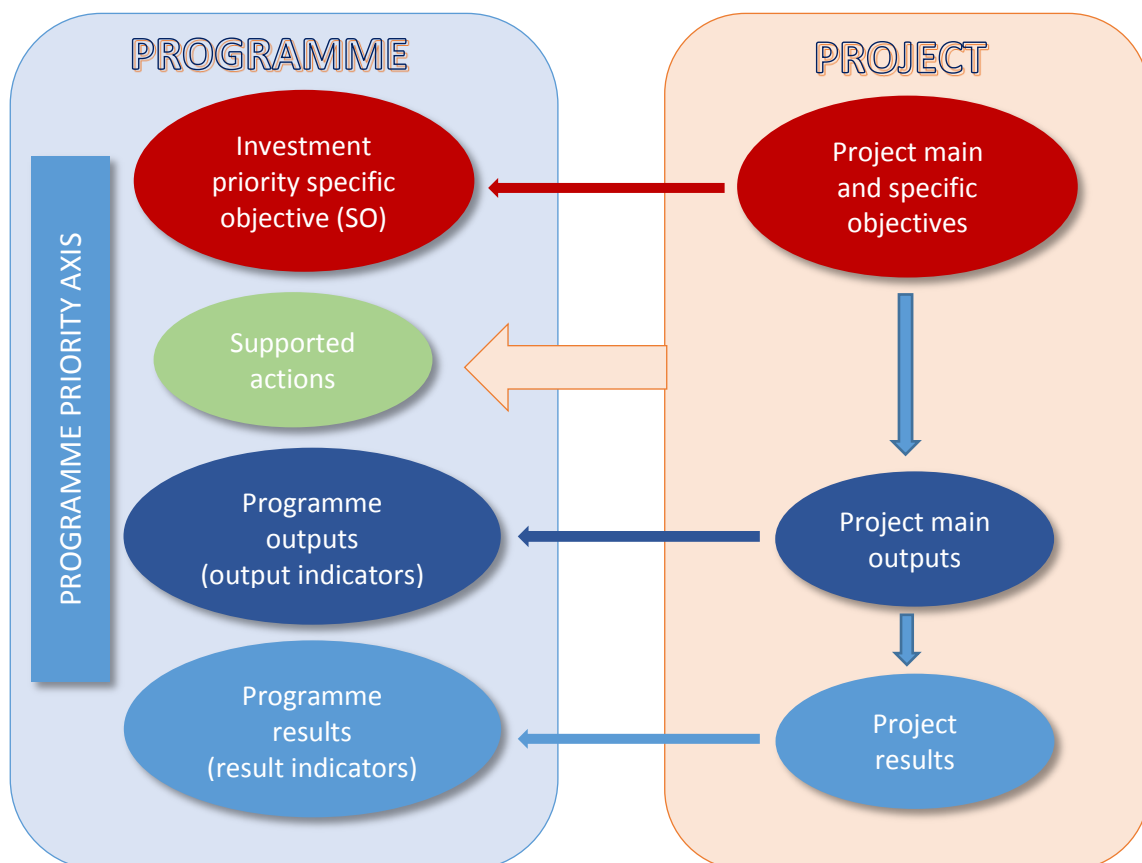 PROGRAMME
PROGRAMME PRIORITY AXIS
Investment
priority specific
objective (SO)
Supported
actions
Programme
outputs
(output indicators)
Programme
results
(result indicators)
PROJECT
Project main
and specific
objectives
Project main
outputs
Project
results